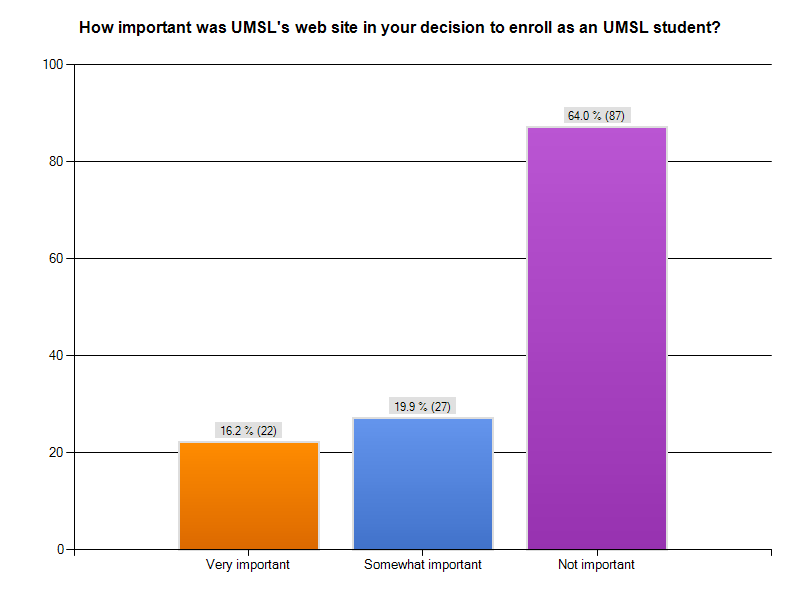 How important was UMSL's web site in your decision to enroll as an UMSL student?
100
80
60
40
20
0
64.0 % (87)
19.9 % (27)
16.2 % (22)
Very important
Somewhat important
Not important